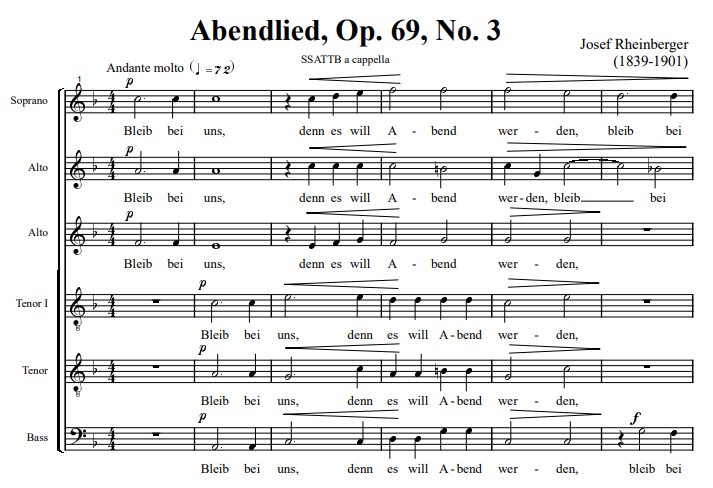 Abendlied, Op. 69, No. 3
Josef Rheinberger
(1839-1901)
SSATTB a cappella
Andante molto (♩ = 72)
1
p
Soprano
Bleib bei uns, denn es will A - bend wer - den, bleib bei
p
Alto
Bleib bei uns, denn es will A - bend wer - den, bleib bei
p
Alto
Bleib bei uns, denn es will A - bend wer - den,
p
Tenor I
8
Bleib bei uns, denn es will A - bend wer - den,
p
Tenor
8
Bleib bei uns, denn es will A - bend wer - den,
p f
Bass
Bleib bei uns, denn es will A - bend wer - den, bleib bei